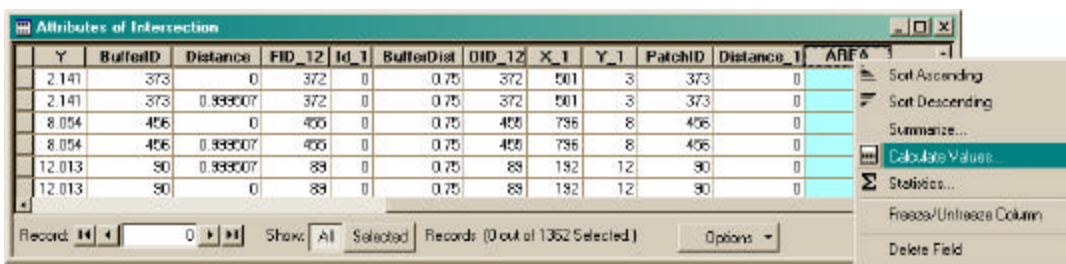 Attributes of Intersection
Y BufferID Distance FID_12 Id_1 BufferDist OID_12 X_1 Y_1 PatchID Distance_1 AREA
2.141 373 0 372 0 0.75 372 501 3 373 0
2.141 373 0.999507 372 0 0.75 372 501 3 373 0
8.054 456 0 455 0 0.75 455 796 8 456 0
8.054 456 0.999507 455 0 0.75 455 796 8 456 0
12.013 90 0.999507 89 0 0.75 89 192 12 90 0
12.013 90 0 89 0 0.75 89 192 12 90 0
Record: 0 Show: All Selected Records (0 out of 1362 Selected.) Options
Sort Ascending
Sort Descending
Summarize...
Calculate Values...
Statistics...
Freeze/Unfreeze Column
Delete Field